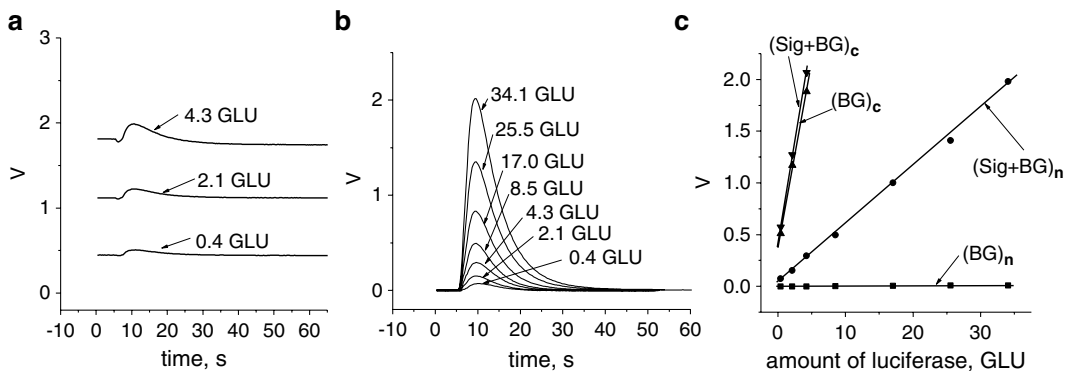 a
3
2
1
0
V
4.3 GLU
2.1 GLU
0.4 GLU
-10 0 10 20 30 40 50 60
time, s
b
2
1
0
V
34.1 GLU
25.5 GLU
17.0 GLU
8.5 GLU
4.3 GLU
2.1 GLU
0.4 GLU
-10 0 10 20 30 40 50 60
time, s
c
2.0
1.5
1.0
0.5
0.0
V
(Sig+BG)c
(BG)c
(Sig+BG)n
(BG)n
0 10 20 30
amount of luciferase, GLU